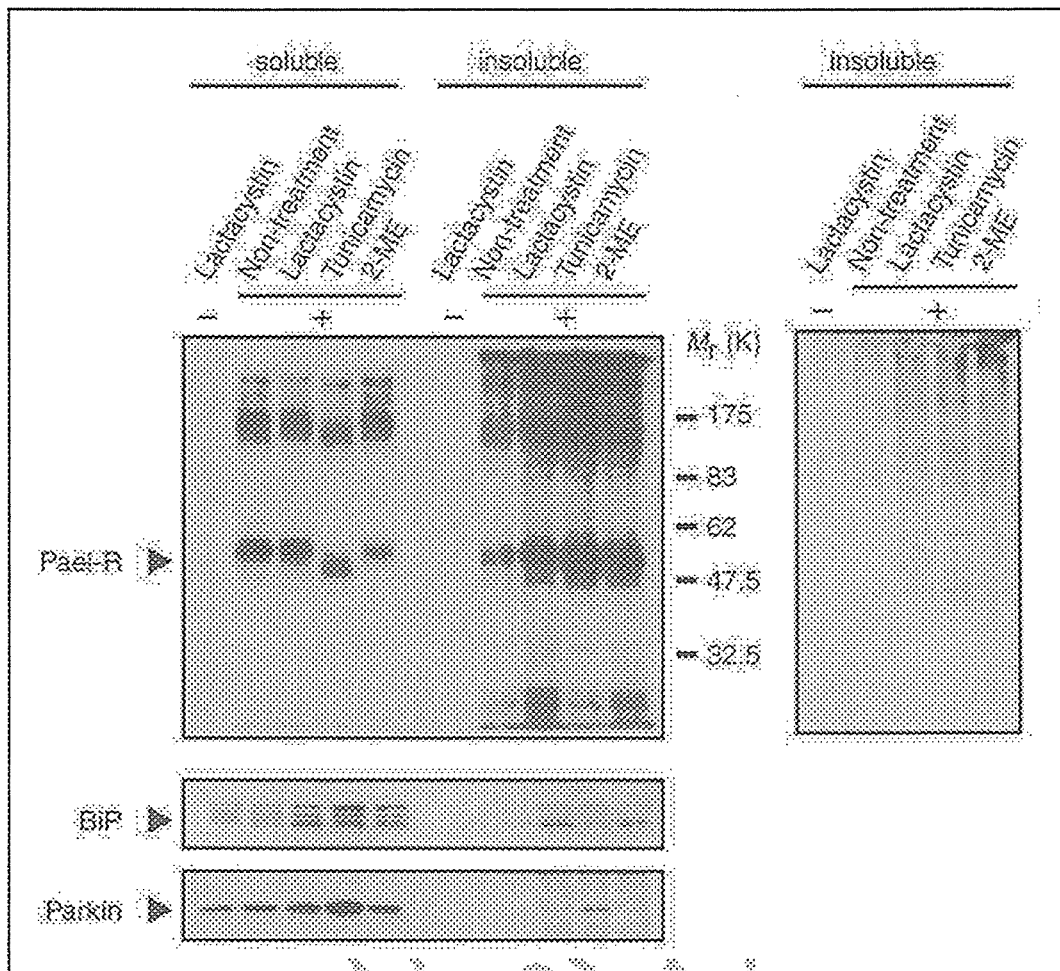 soluble
insoluble
insoluble
Lactacystin
Non-treatment
Lactacystin
Tunicamycin
2-ME
Lactacystin
Non-treatment
Lactacystin
Tunicamycin
2-ME
Lactacystin
Non-treatment
Lactacystin
Tunicamycin
2-ME
− + − + − +
Mr (K)
175
83
62
Pael-R
47.5
32.5
BiP
Parkin